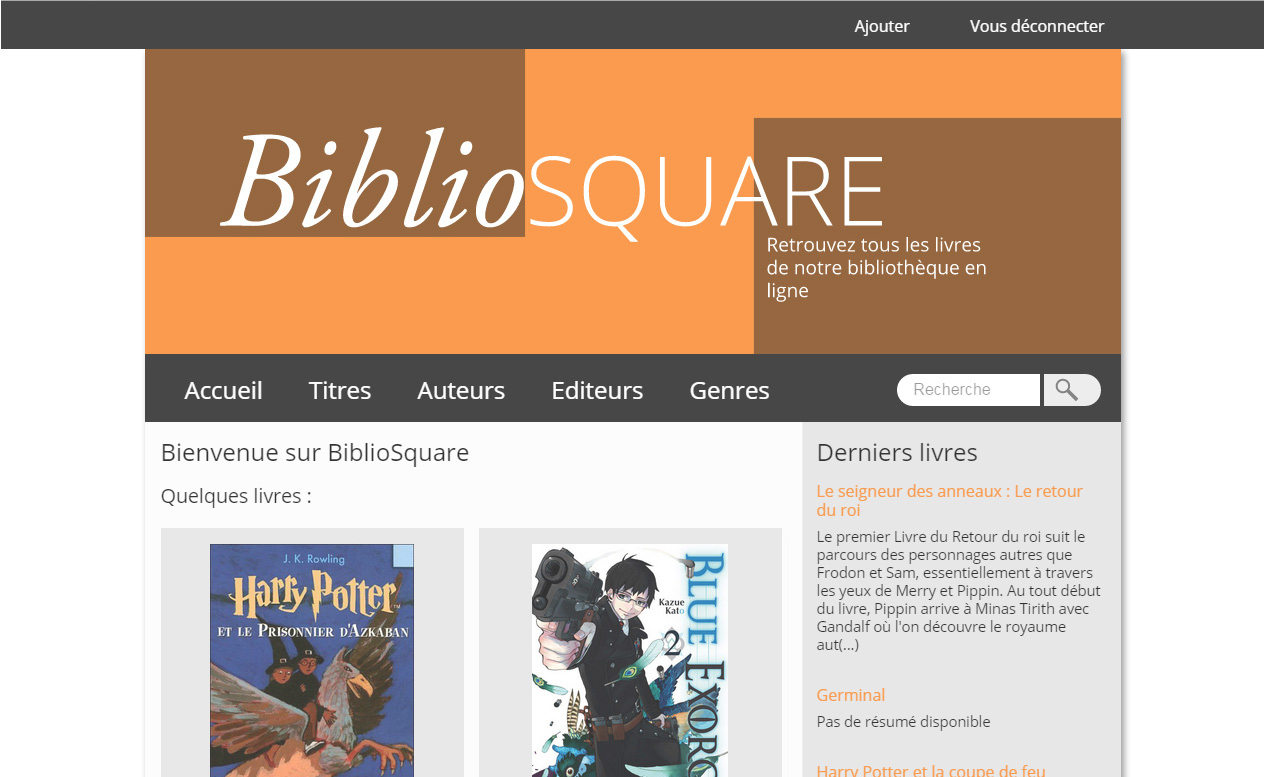 Ajouter Vous déconnecter
BiblioSQUARE
Retrouvez tous les livres
de notre bibliothèque en
ligne
Accueil Titres Auteurs Editeurs Genres Recherche
Bienvenue sur BiblioSquare
Quelques livres :
J. K. Rowling
Harry Potter
ET LE PRISONNIER D'AZKABAN
BLUE EXORC
Kazue
Kato
2
Derniers livres
Le seigneur des anneaux : Le retour
du roi
Le premier Livre du Retour du roi suit le
parcours des personnages autres que
Frodon et Sam, essentiellement à travers
les yeux de Merry et Pippin. Au tout début
du livre, Pippin arrive à Minas Tirith avec
Gandalf où l'on découvre le royaume
aut(...)
Germinal
Pas de résumé disponible
Harry Potter et la coupe de feu